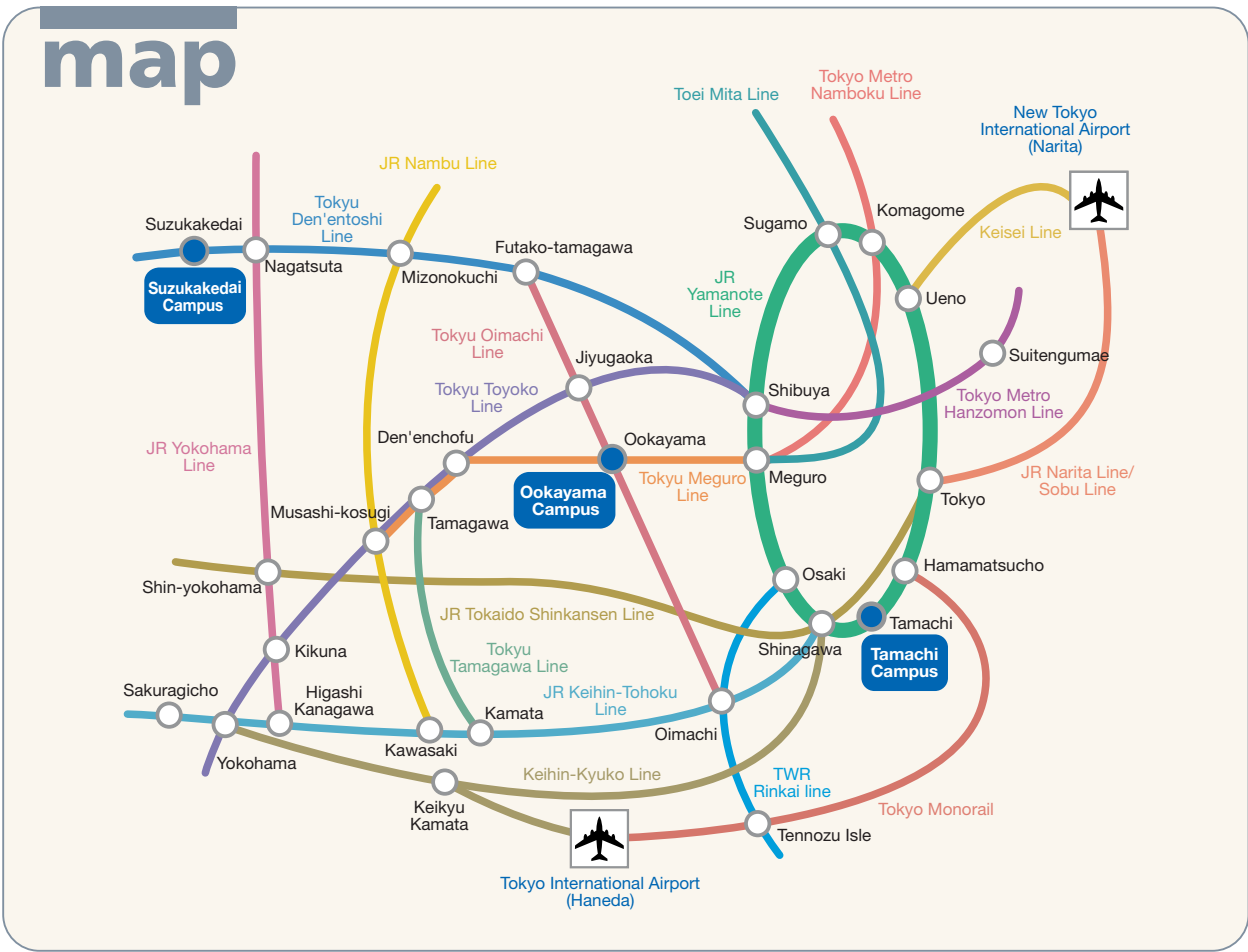 map
Toei Mita Line
Tokyo Metro
Namboku Line
New Tokyo
International Airport
(Narita)
JR Nambu Line
Tokyu
Den'entoshi
Line
Suzukakedai
Nagatsuta
Suzukakedai
Campus
Mizonokuchi
Futako-tamagawa
Sugamo
Komagome
Keisei Line
JR
Yamanote
Line
Ueno
Tokyu Oimachi
Line
Jiyugaoka
Suitengumae
Tokyu Toyoko
Line
Shibuya
Tokyo Metro
Hanzomon Line
JR Yokohama
Line
Den'enchofu
Ookayama
Ookayama
Campus
Tokyu Meguro
Line
Meguro
JR Narita Line/
Sobu Line
Tokyo
Musashi-kosugi
Tamagawa
Shin-yokohama
Osaki
Hamamatsucho
JR Tokaido Shinkansen Line
Shinagawa
Tamachi
Tamachi
Campus
Kikuna
Tokyu
Tamagawa Line
Sakuragicho
Higashi
Kanagawa
JR Keihin-Tohoku
Line
Kamata
Oimachi
Kawasaki
Yokohama
Keihin-Kyuko Line
TWR
Rinkai line
Keikyu
Kamata
Tokyo Monorail
Tennozu Isle
Tokyo International Airport
(Haneda)